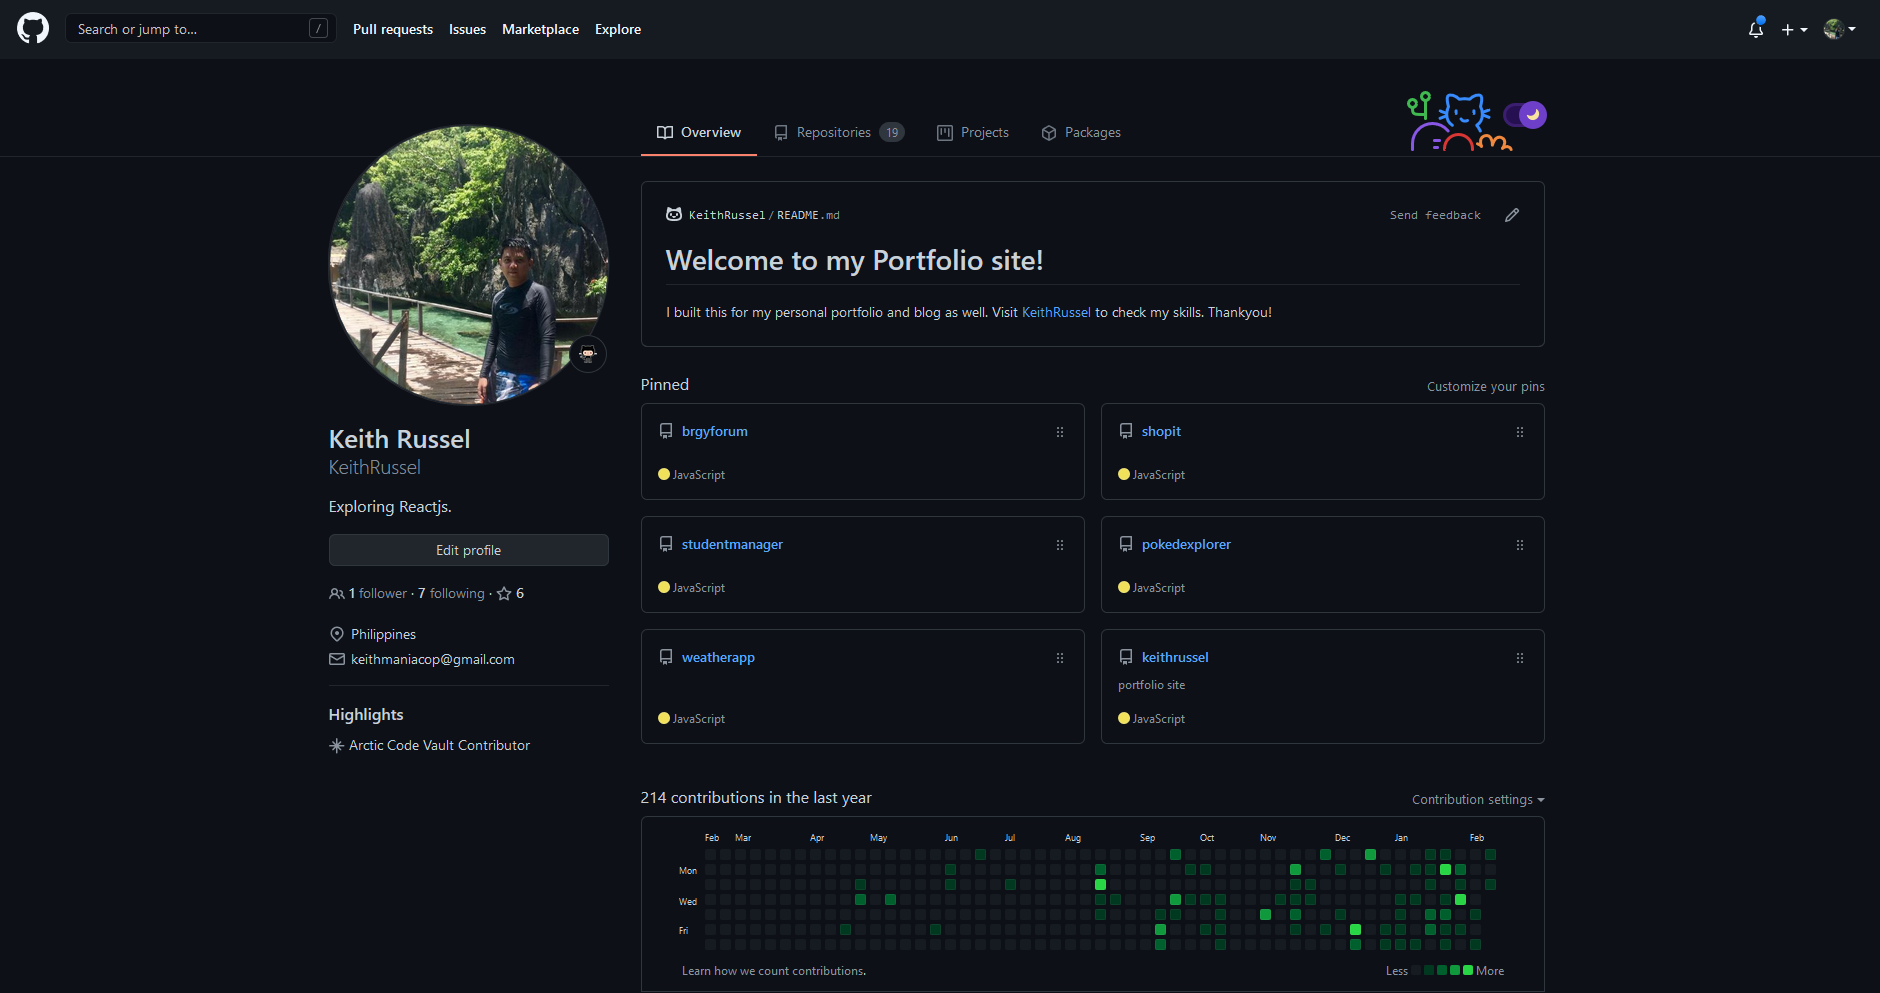 Search or jump to... /
Pull requests Issues Marketplace Explore
Overview Repositories 19 Projects Packages
KeithRussel/README.md Send feedback
Welcome to my Portfolio site!
I built this for my personal portfolio and blog as well. Visit KeithRussel to check my skills. Thankyou!
Keith Russel
KeithRussel
Exploring Reactjs.
Edit profile
1 follower · 7 following · 6
Philippines
keithmaniacop@gmail.com
Highlights
Arctic Code Vault Contributor
Pinned Customize your pins
brgyforum
JavaScript
shopit
JavaScript
studentmanager
JavaScript
pokedexplorer
JavaScript
weatherapp
JavaScript
keithrussel
portfolio site
JavaScript
214 contributions in the last year Contribution settings
Feb Mar Apr May Jun Jul Aug Sep Oct Nov Dec Jan Feb
Mon
Wed
Fri
Learn how we count contributions. Less More